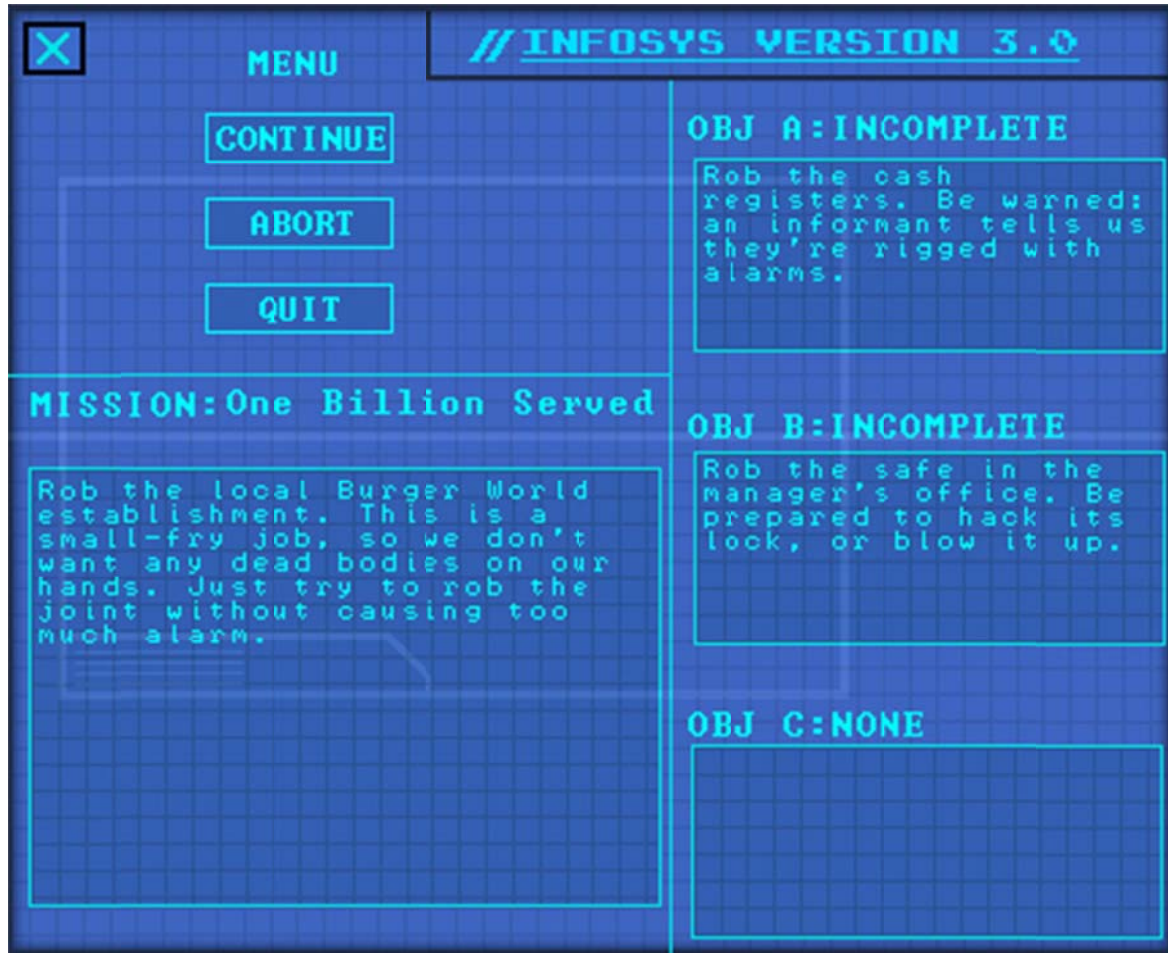 //INFOSYS VERSION 3.0
MENU
CONTINUE
ABORT
QUIT
MISSION:One Billion Served
Rob the local Burger World
establishment. This is a
small-fry job, so we don't
want any dead bodies on our
hands. Just try to rob the
joint without causing too
much alarm.
OBJ A:INCOMPLETE
Rob the cash
registers. Be warned:
an informant tells us
they're rigged with
alarms.
OBJ B:INCOMPLETE
Rob the safe in the
manager's office. Be
prepared to hack its
lock, or blow it up.
OBJ C:NONE